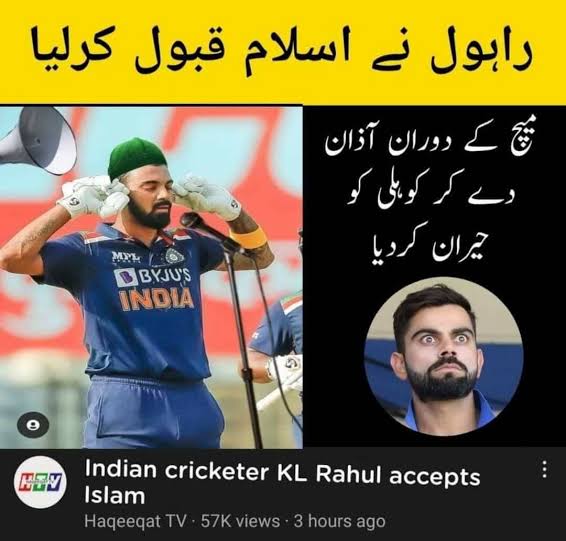 راہول نے اسلام قبول کرلیا
میچ کے دوران آذان
دے کر کوہلی کو
حیران کردیا
MPL
BYJU'S
INDIA
HTV
Indian cricketer KL Rahul accepts
Islam
Haqeeqat TV · 57K views · 3 hours ago